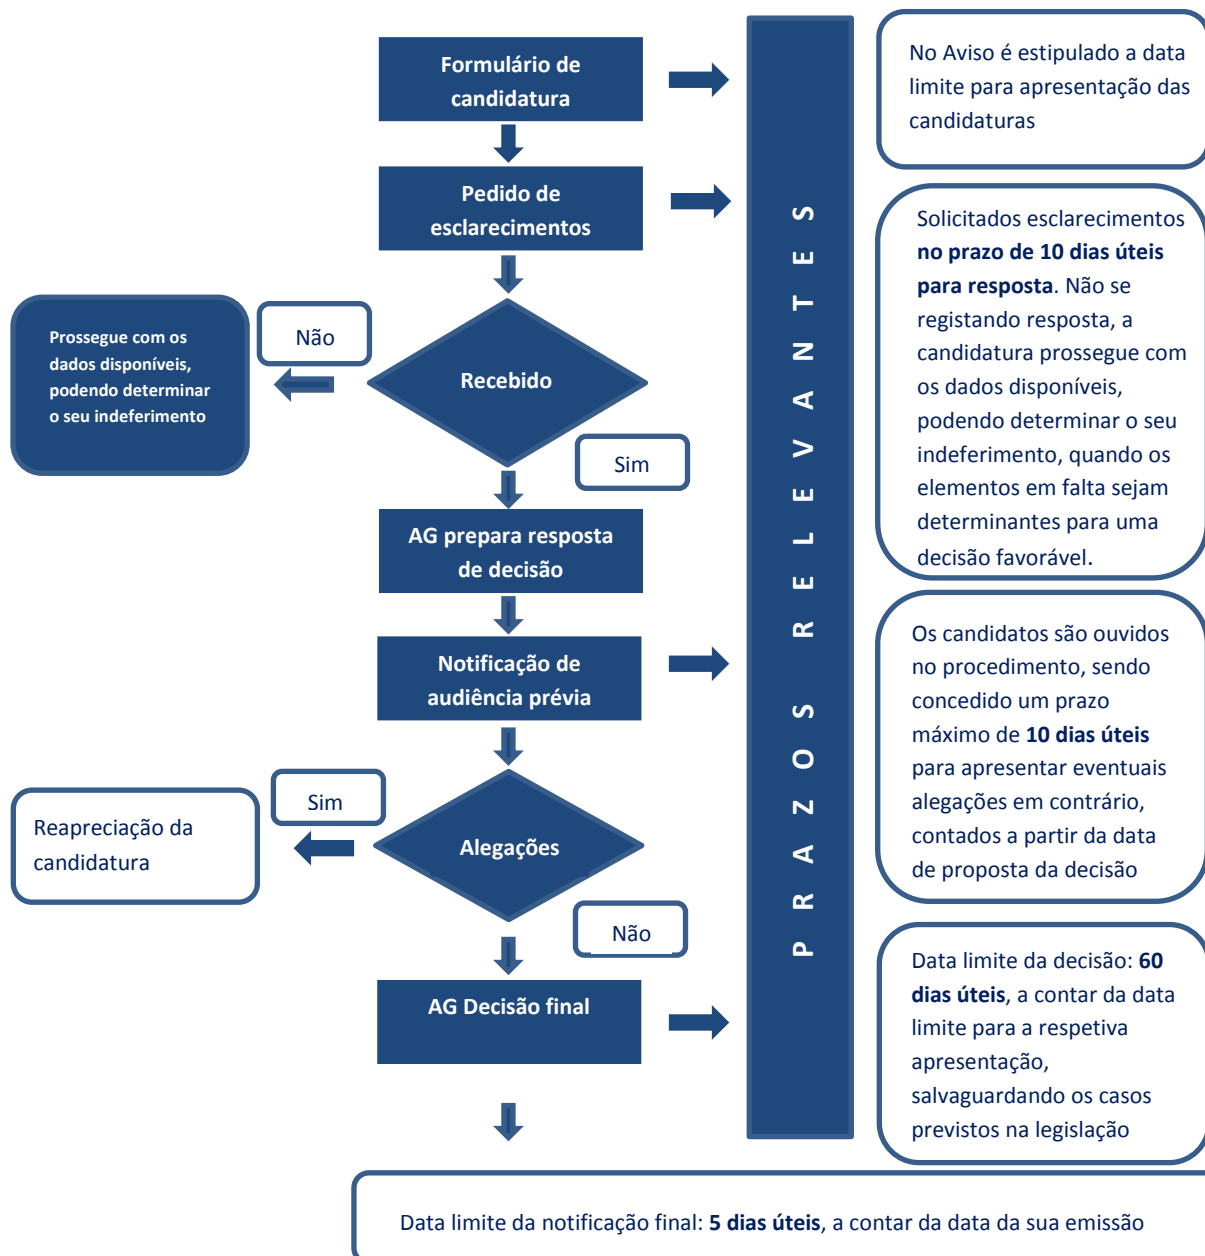 Formulário de
candidatura
No Aviso é estipulado a data
limite para apresentação das
candidaturas
Pedido de
esclarecimentos
Solicitados esclarecimentos
no prazo de 10 dias úteis
para resposta. Não se
registando resposta, a
candidatura prossegue com
os dados disponíveis,
podendo determinar o seu
indeferimento, quando os
elementos em falta sejam
determinantes para uma
decisão favorável.
Recebido
Não
Prossegue com os
dados disponíveis,
podendo determinar
o seu indeferimento
Sim
AG prepara resposta
de decisão
Notificação de
audiência prévia
Os candidatos são ouvidos
no procedimento, sendo
concedido um prazo
máximo de 10 dias úteis
para apresentar eventuais
alegações em contrário,
contados a partir da data
de proposta da decisão
Alegações
Sim
Reapreciação da
candidatura
Não
AG Decisão final
Data limite da decisão: 60
dias úteis, a contar da data
limite para a respetiva
apresentação,
salvaguardando os casos
previstos na legislação
PRAZOS RELEVANTES
Data limite da notificação final: 5 dias úteis, a contar da data da sua emissão